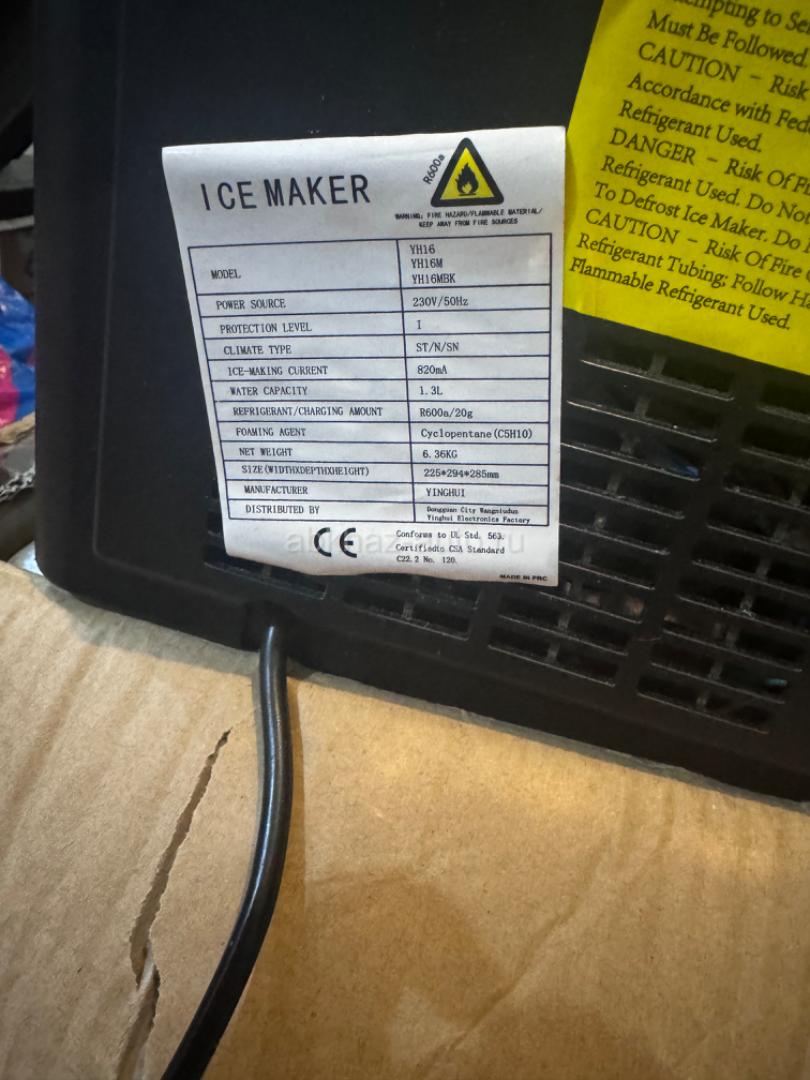 ICE MAKER
R600a
WARNING: FIRE HAZARD/FLAMMABLE MATERIAL/
KEEP AWAY FROM FIRE SOURCES
MODEL
YH16
YH16M
YH16MBK
POWER SOURCE 230V/50Hz
PROTECTION LEVEL I
CLIMATE TYPE ST/N/SN
ICE-MAKING CURRENT 820mA
WATER CAPACITY 1.3L
REFRIGERANT/CHARGING AMOUNT R600a/20g
FOAMING AGENT Cyclopentane(C5H10)
NET WEIGHT 6.36KG
SIZE(WIDTHXDEPTHXHEIGHT) 225*294*285mm
MANUFACTURER YINGHUI
DISTRIBUTED BY Dongguan City Wangniudun
Yinghui Electronics Factory
CE
Conforms to UL Std. 563.
Certifiedto CSA Standard
C22.2 No. 120.
MADE IN PRC
To Se
Must Be Followed.
CAUTION - Risk
Accordance with Fed
Refrigerant Used.
DANGER - Risk Of Fi
Refrigerant Used. Do No
To Defrost Ice Maker. Do
CAUTION - Risk Of Fire
Refrigerant Tubing; Follow Ha
Flammable Refrigerant Used.